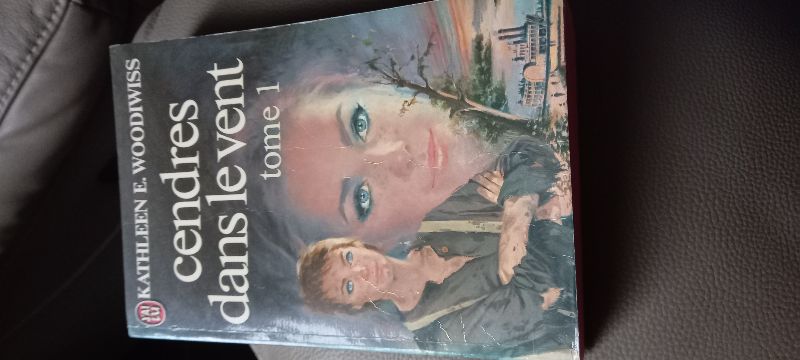 J'AI
LU
KATHLEEN E. WOODIWISS
cendres
dans le vent
tome 1